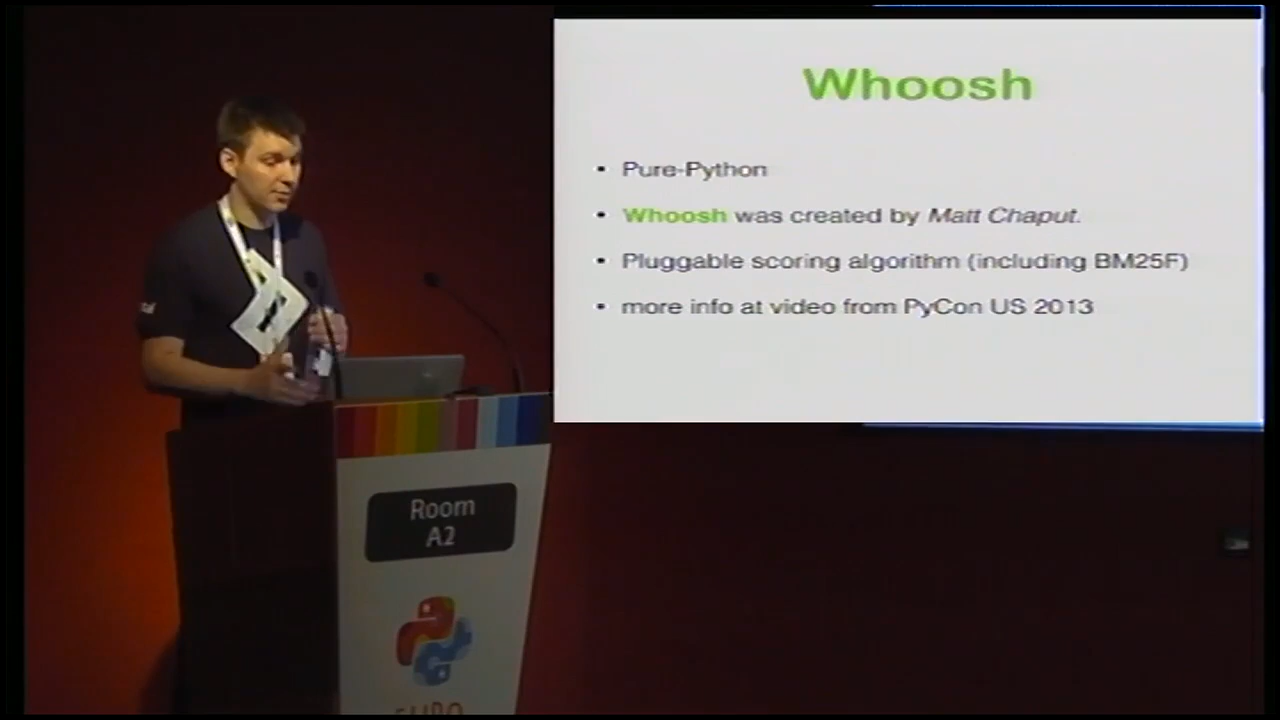 Whoosh
• Pure-Python
• Whoosh was created by Matt Chaput.
• Pluggable scoring algorithm (including BM25F)
• more info at video from PyCon US 2013
Room
A2
EURO